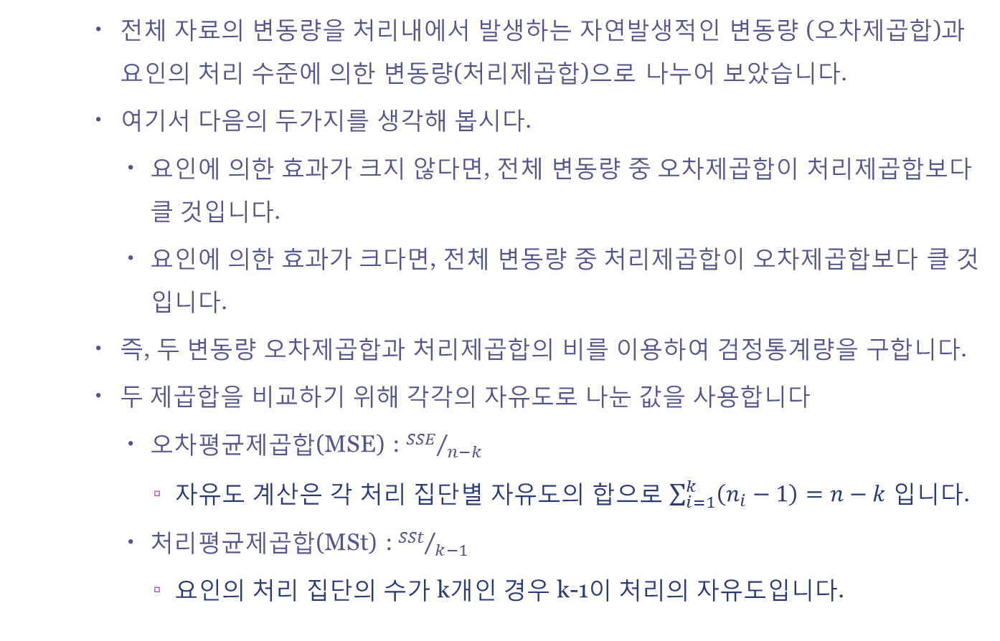 • 전체 자료의 변동량을 처리내에서 발생하는 자연발생적인 변동량 (오차제곱합)과
요인의 처리 수준에 의한 변동량(처리제곱합)으로 나누어 보았습니다.
• 여기서 다음의 두가지를 생각해 봅시다.
• 요인에 의한 효과가 크지 않다면, 전체 변동량 중 오차제곱합이 처리제곱합보다
클 것입니다.
• 요인에 의한 효과가 크다면, 전체 변동량 중 처리제곱합이 오차제곱합보다 클 것
입니다.
• 즉, 두 변동량 오차제곱합과 처리제곱합의 비를 이용하여 검정통계량을 구합니다.
• 두 제곱합을 비교하기 위해 각각의 자유도로 나눈 값을 사용합니다
• 오차평균제곱합(MSE) : SSE/n−k
▫ 자유도 계산은 각 처리 집단별 자유도의 합으로 ∑_{i=1}^{k}(n_i − 1) = n − k 입니다.
• 처리평균제곱합(MSt) : SSt/k−1
▫ 요인의 처리 집단의 수가 k개인 경우 k-1이 처리의 자유도입니다.